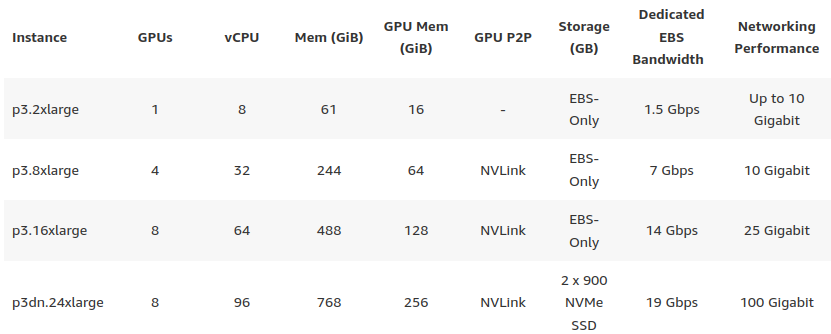 Instance GPUs vCPU Mem (GiB) GPU Mem (GiB) GPU P2P Storage (GB) Dedicated EBS Bandwidth Networking Performance
p3.2xlarge 1 8 61 16 - EBS-Only 1.5 Gbps Up to 10 Gigabit
p3.8xlarge 4 32 244 64 NVLink EBS-Only 7 Gbps 10 Gigabit
p3.16xlarge 8 64 488 128 NVLink EBS-Only 14 Gbps 25 Gigabit
p3dn.24xlarge 8 96 768 256 NVLink 2 x 900 NVMe SSD 19 Gbps 100 Gigabit